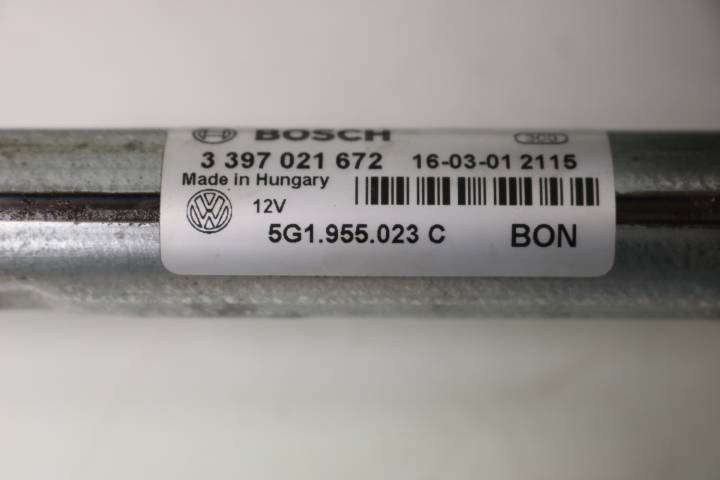 BOSCH
3 397 021 672 16-03-01 2115
Made in Hungary
12V
5G1.955.023 C BON